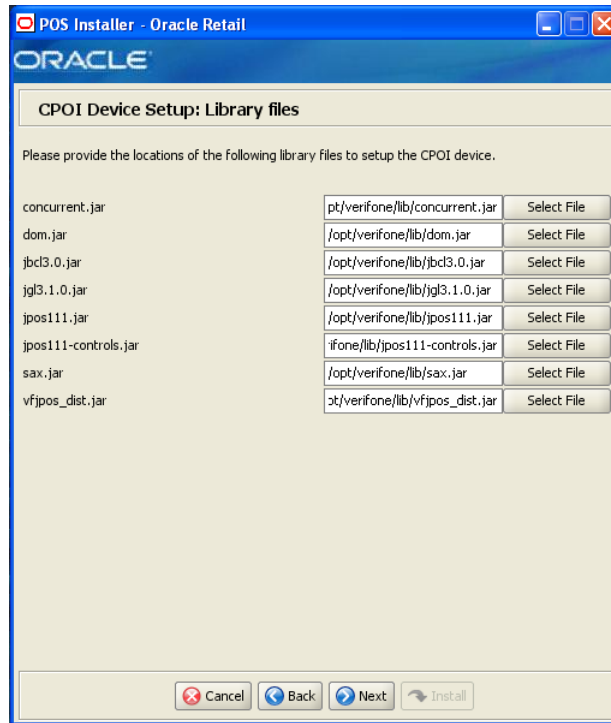 POS Installer - Oracle Retail
ORACLE
CPOI Device Setup: Library files
Please provide the locations of the following library files to setup the CPOI device.
concurrent.jar pt/verifone/lib/concurrent.jar Select File
dom.jar /opt/verifone/lib/dom.jar Select File
jbcl3.0.jar /opt/verifone/lib/jbcl3.0.jar Select File
jgl3.1.0.jar /opt/verifone/lib/jgl3.1.0.jar Select File
jpos111.jar /opt/verifone/lib/jpos111.jar Select File
jpos111-controls.jar ifone/lib/jpos111-controls.jar Select File
sax.jar /opt/verifone/lib/sax.jar Select File
vfjpos_dist.jar pt/verifone/lib/vfjpos_dist.jar Select File
Cancel Back Next Install